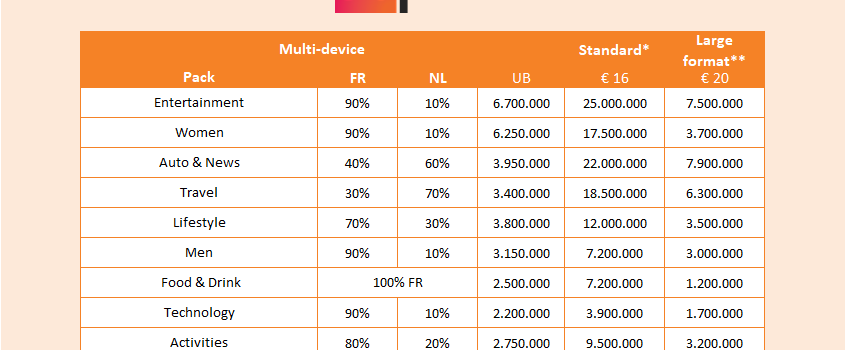 Multi-device Standard* Large format**
Pack FR NL UB € 16 € 20
Entertainment 90% 10% 6.700.000 25.000.000 7.500.000
Women 90% 10% 6.250.000 17.500.000 3.700.000
Auto & News 40% 60% 3.950.000 22.000.000 7.900.000
Travel 30% 70% 3.400.000 18.500.000 6.300.000
Lifestyle 70% 30% 3.800.000 12.000.000 3.500.000
Men 90% 10% 3.150.000 7.200.000 3.000.000
Food & Drink 100% FR 2.500.000 7.200.000 1.200.000
Technology 90% 10% 2.200.000 3.900.000 1.700.000
Activities 80% 20% 2.750.000 9.500.000 3.200.000